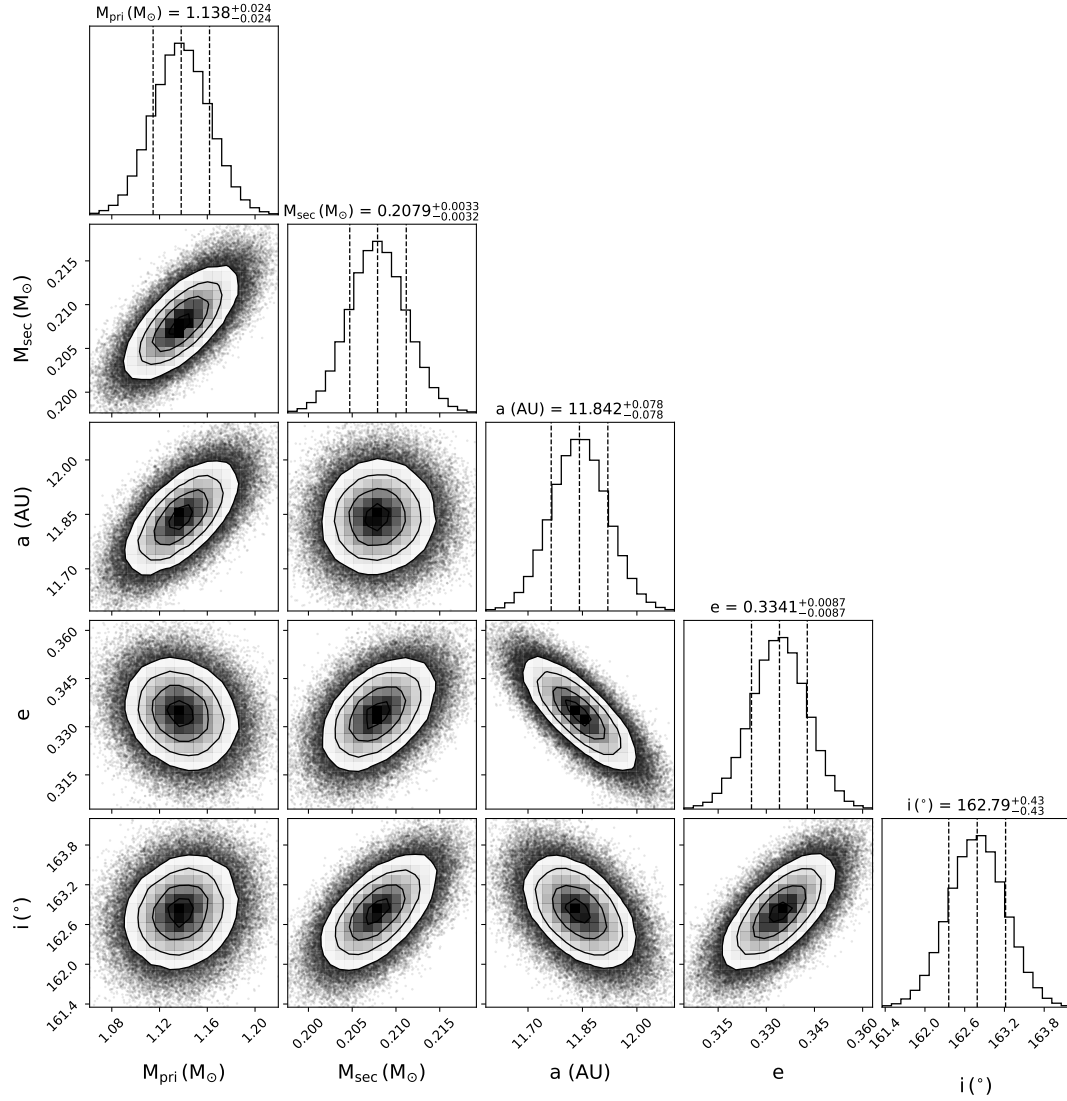 M_pri (M_⊙) = 1.138^{+0.024}_{-0.024}
M_sec (M_⊙) = 0.2079^{+0.0033}_{-0.0032}
M_sec (M_⊙)
0.215
0.210
0.205
0.200
a (AU) = 11.842^{+0.078}_{-0.078}
a (AU)
12.00
11.85
11.70
e = 0.3341^{+0.0087}_{-0.0087}
e
0.360
0.345
0.330
0.315
i (°) = 162.79^{+0.43}_{-0.43}
i (°)
163.8
163.2
162.6
162.0
161.4
1.08 1.12 1.16 1.20 0.200 0.205 0.210 0.215 11.70 11.85 12.00 0.315 0.330 0.345 0.360 161.4 162.0 162.6 163.2 163.8
M_pri (M_⊙) M_sec (M_⊙) a (AU) e i (°)